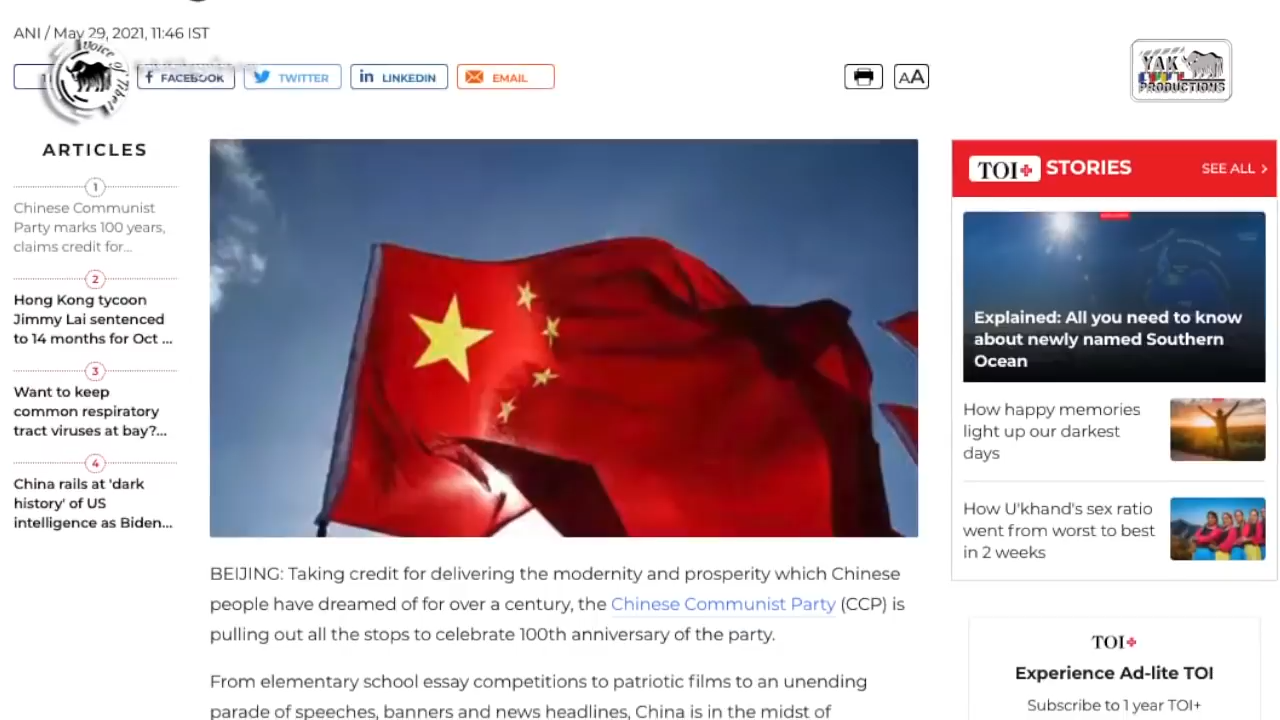 ANI / May 29, 2021, 11:46 IST
FACEBOOK
TWITTER
LINKEDIN
EMAIL
AA
Voice of Tibet
YAK
PRODUCTIONS
ARTICLES
1
Chinese Communist
Party marks 100 years,
claims credit for...
2
Hong Kong tycoon
Jimmy Lai sentenced
to 14 months for Oct ...
3
Want to keep
common respiratory
tract viruses at bay?...
4
China rails at 'dark
history' of US
intelligence as Biden...
BEIJING: Taking credit for delivering the modernity and prosperity which Chinese
people have dreamed of for over a century, the Chinese Communist Party (CCP) is
pulling out all the stops to celebrate 100th anniversary of the party.
From elementary school essay competitions to patriotic films to an unending
parade of speeches, banners and news headlines, China is in the midst of
TOI+ STORIES
SEE ALL >
Explained: All you need to know
about newly named Southern
Ocean
How happy memories
light up our darkest
days
How U'khand's sex ratio
went from worst to best
in 2 weeks
TOI+
Experience Ad-lite TOI
Subscribe to 1 year TOI+